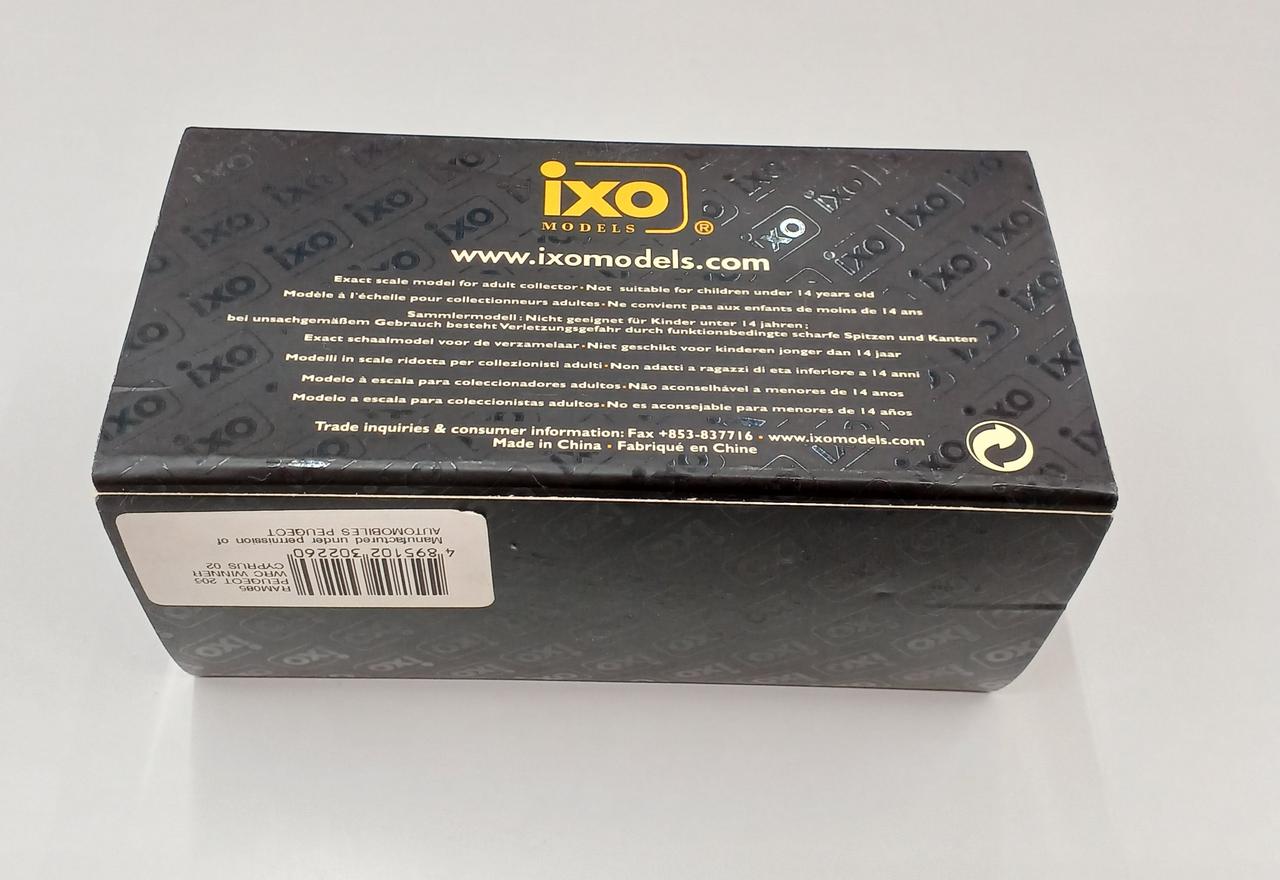 ixo
MODELS ®
www.ixomodels.com
Exact scale model for adult collector • Not suitable for children under 14 years old
Modèle à l'échelle pour collectionneurs adultes • Ne convient pas aux enfants de moins de 14 ans
Sammlermodell : Nicht geeignet für Kinder unter 14 jahren ;
bei unsachgemäßem Gebrauch besteht Verletzungsgefahr durch funktionsbedingte scharfe Spitzen und Kanten
Exact schaalmodel voor de verzamelaar • Niet geschikt voor kinderen jonger dan 14 jaar
Modelli in scale ridotta per collezionisti adulti • Non adatti a ragazzi di eta inferiore a 14 anni
Modelo à escala para coleccionadores adultos • Não aconselhável a menores de 14 anos
Modelo a escala para coleccionistas adultos • No es aconsejable para menores de 14 años
Trade inquiries & consumer information: Fax +853-837716 • www.ixomodels.com
Made in China • Fabriqué en Chine
RAM085
PEUGEOT 206
WRC WINNER
CYPRUS 02
4 895102 302260
Manufactured under permission of
AUTOMOBILES PEUGEOT